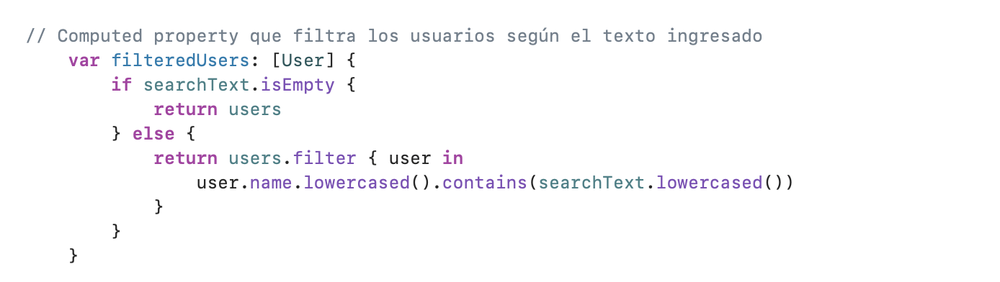 // Computed property que filtra los usuarios según el texto ingresado
    var filteredUsers: [User] {
        if searchText.isEmpty {
            return users
        } else {
            return users.filter { user in
                user.name.lowercased().contains(searchText.lowercased())
            }
        }
    }